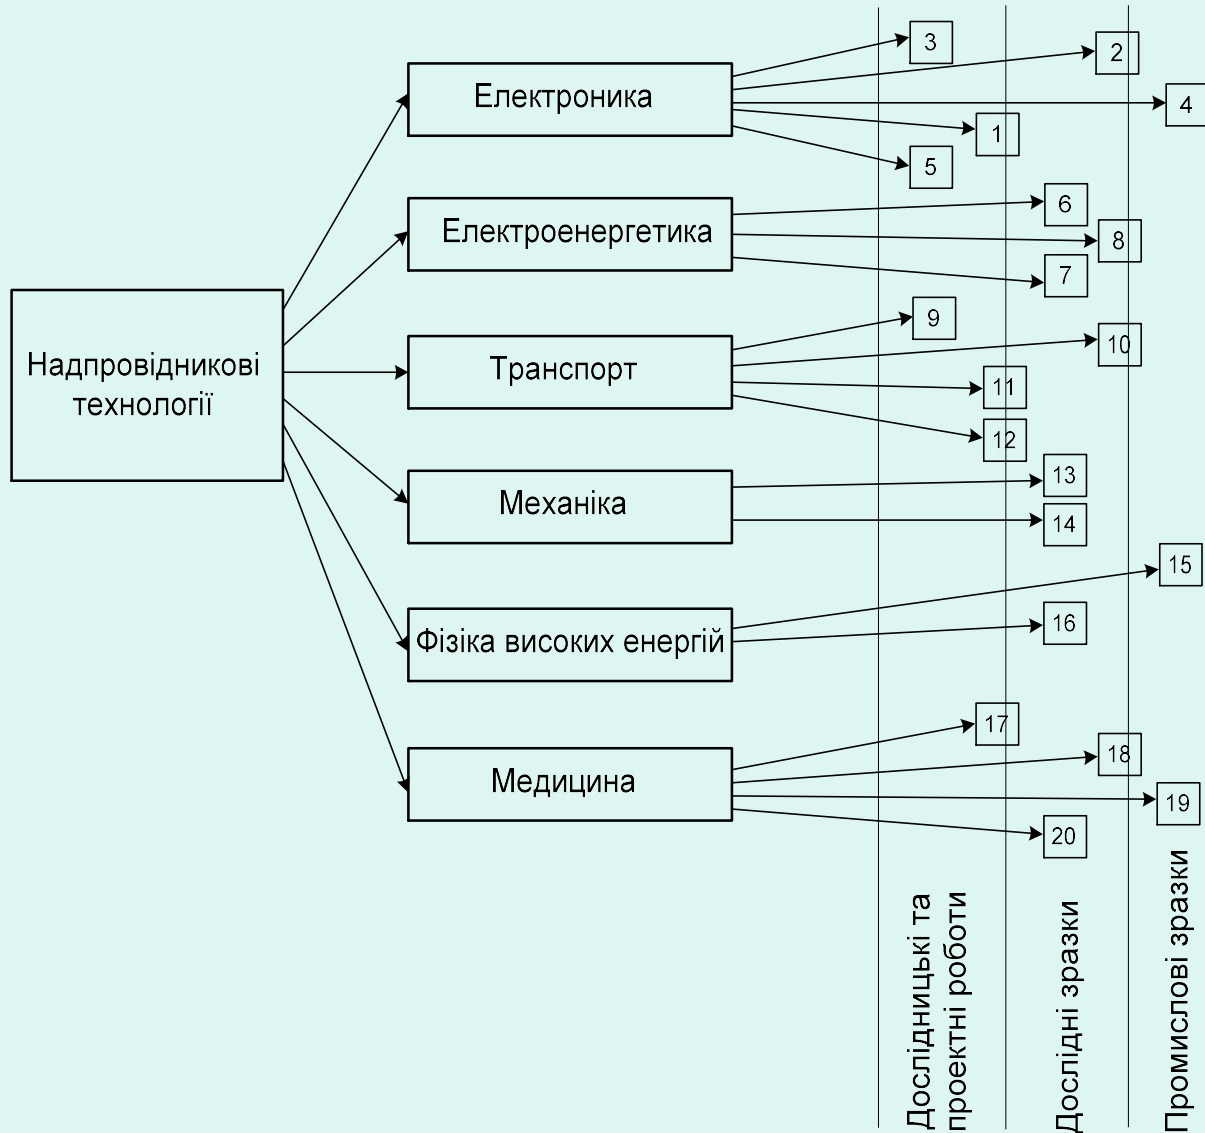 Надпровідникові
технології
Електроника
3
2
4
1
5
Електроенергетика
6
8
7
Транспорт
9
10
11
12
Механіка
13
14
Фізіка високих енергій
15
16
Медицина
17
18
19
20
Дослідницькі та
проектні роботи
Дослідні зразки
Промислові зразки